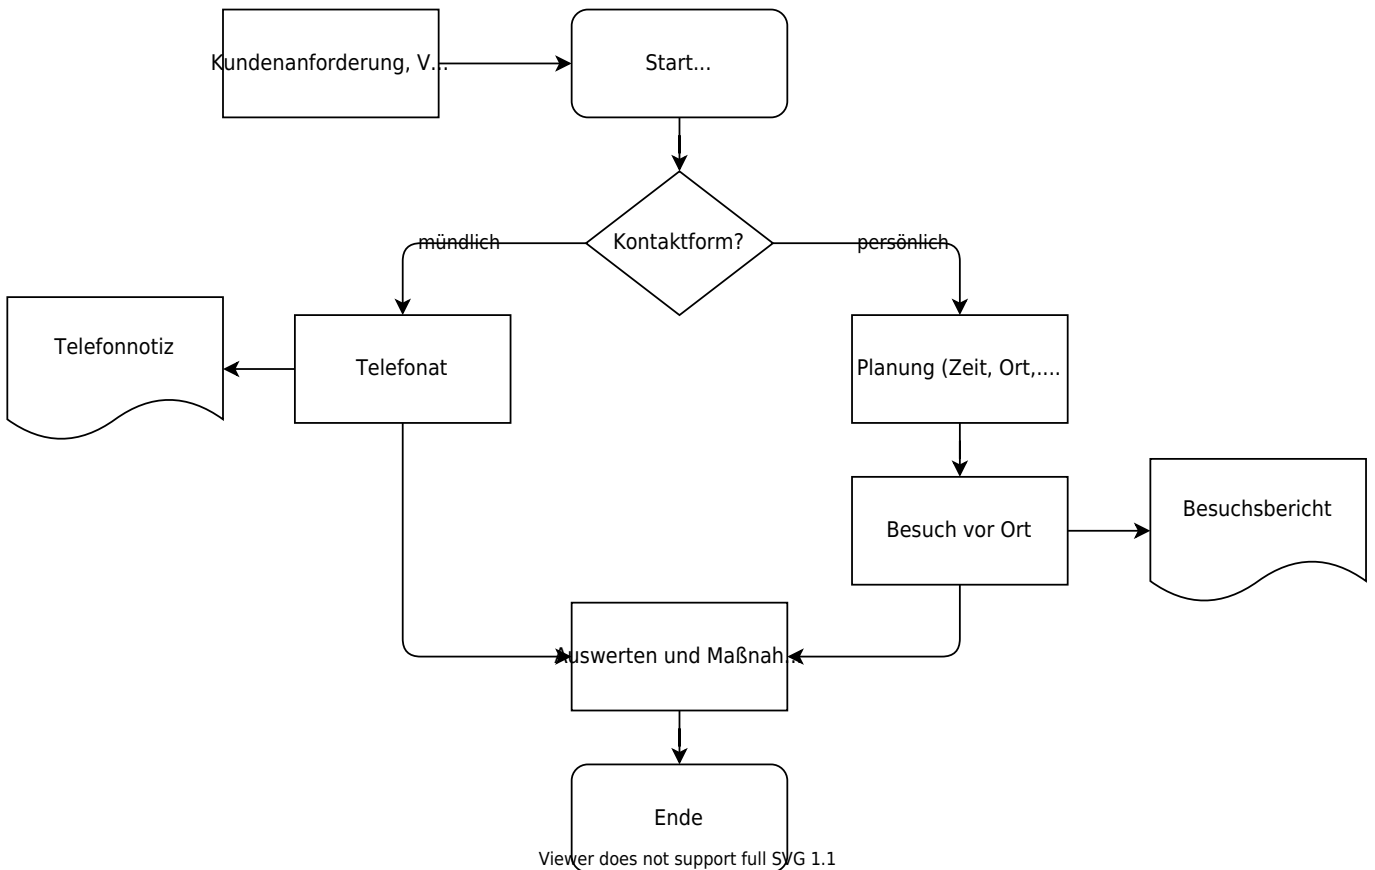 Kundenanforderung, V...
Start...
Kontaktform?
mündlich
persönlich
Telefonnotiz
Telefonat
Planung (Zeit, Ort,....
Besuch vor Ort
Besuchsbericht
Auswerten und Maßnah...
Ende
Viewer does not support full SVG 1.1